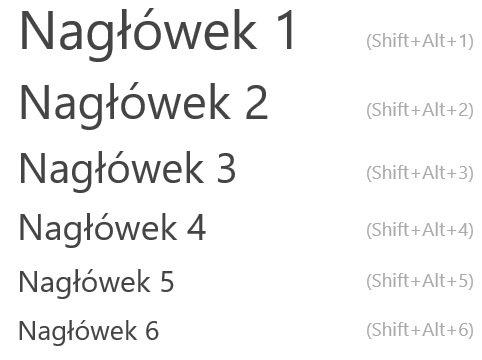 Nagłówek 1 (Shift+Alt+1)
Nagłówek 2 (Shift+Alt+2)
Nagłówek 3 (Shift+Alt+3)
Nagłówek 4 (Shift+Alt+4)
Nagłówek 5 (Shift+Alt+5)
Nagłówek 6 (Shift+Alt+6)